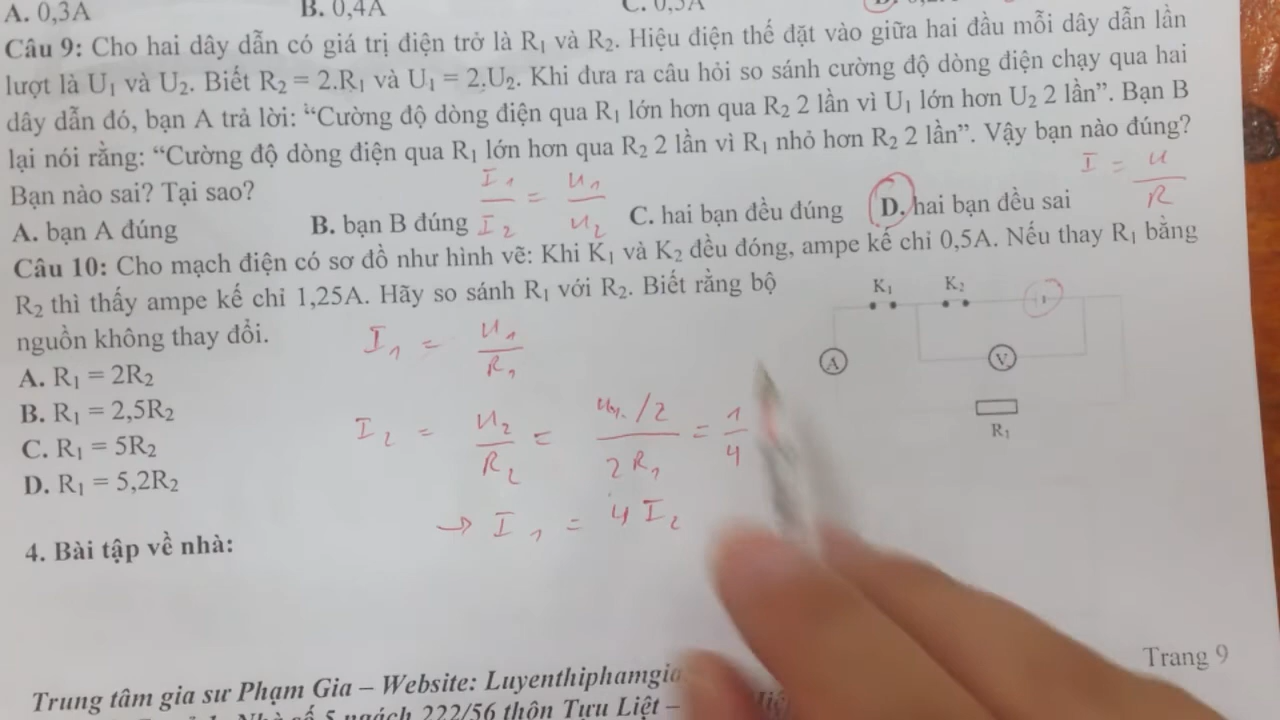 A. 0,3A B. 0,4A C. 0,5A
Câu 9: Cho hai dây dẫn có giá trị điện trở là R₁ và R₂. Hiệu điện thế đặt vào giữa hai đầu mỗi dây dẫn lần
lượt là U₁ và U₂. Biết R₂ = 2.R₁ và U₁ = 2.U₂. Khi đưa ra câu hỏi so sánh cường độ dòng điện chạy qua hai
dây dẫn đó, bạn A trả lời: “Cường độ dòng điện qua R₁ lớn hơn qua R₂ 2 lần vì U₁ lớn hơn U₂ 2 lần”. Bạn B
lại nói rằng: “Cường độ dòng điện qua R₁ lớn hơn qua R₂ 2 lần vì R₁ nhỏ hơn R₂ 2 lần”. Vậy bạn nào đúng?
Bạn nào sai? Tại sao?
I₁/I₂ = U₁/U₂
I = U/R
A. bạn A đúng B. bạn B đúng C. hai bạn đều đúng D. hai bạn đều sai
Câu 10: Cho mạch điện có sơ đồ như hình vẽ: Khi K₁ và K₂ đều đóng, ampe kế chỉ 0,5A. Nếu thay R₁ bằng
R₂ thì thấy ampe kế chỉ 1,25A. Hãy so sánh R₁ với R₂. Biết rằng bộ
nguồn không thay đổi.
K₁ K₂
A V
R₁
I₁ = U₁/R₁
A. R₁ = 2R₂
B. R₁ = 2,5R₂
I₂ = U₂/R₂ = U₁/2 / 2R₁ = 1/4
C. R₁ = 5R₂
D. R₁ = 5,2R₂
→ I₁ = 4I₂
4. Bài tập về nhà:
Trang 9
Trung tâm gia sư Phạm Gia – Website: Luyenthiphamgia
Nhà số 5 ngách 222/56 thôn Tựu Liệt –